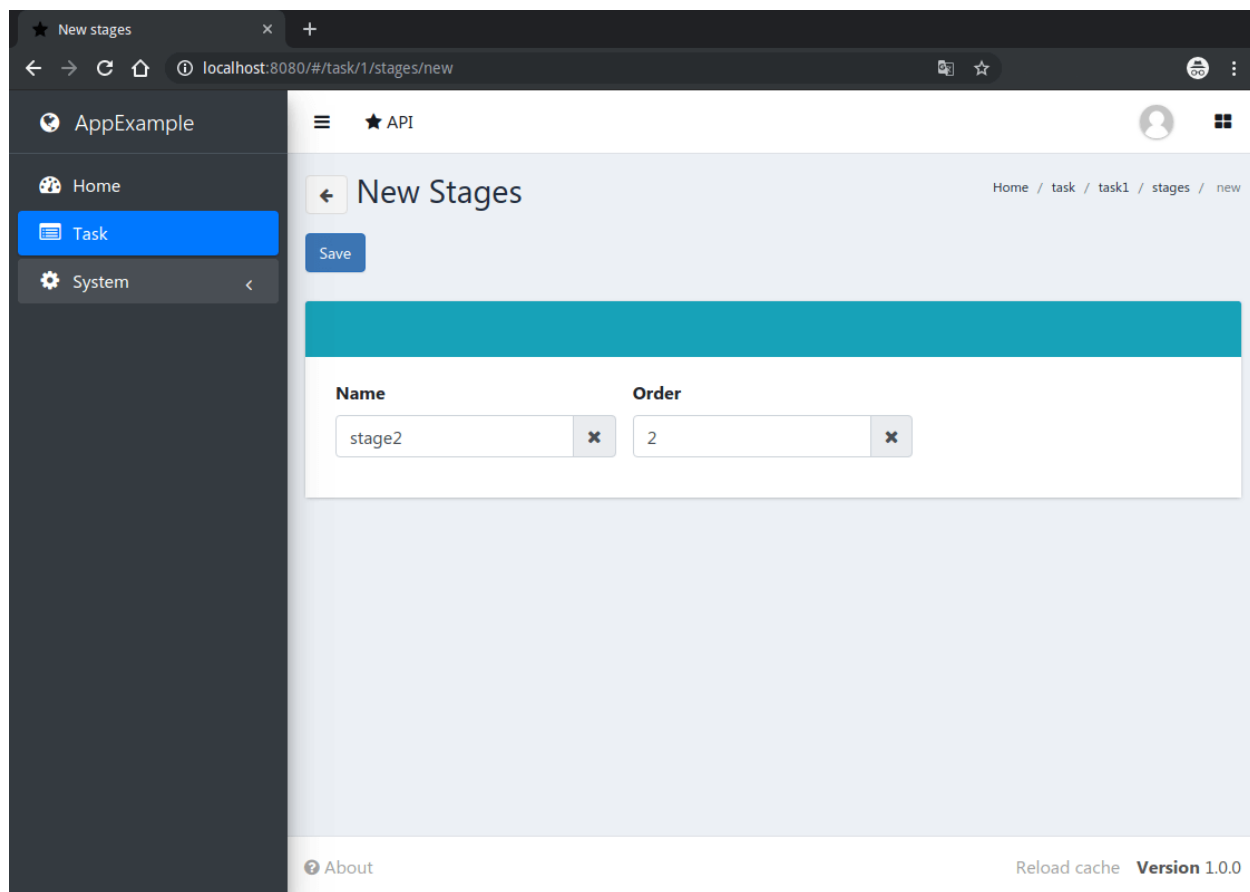 New stages
localhost:8080/#/task/1/stages/new
AppExample
API
Home
New Stages
Home / task / task1 / stages / new
Task
Save
System
Name Order
stage2 2
About
Reload cache Version 1.0.0